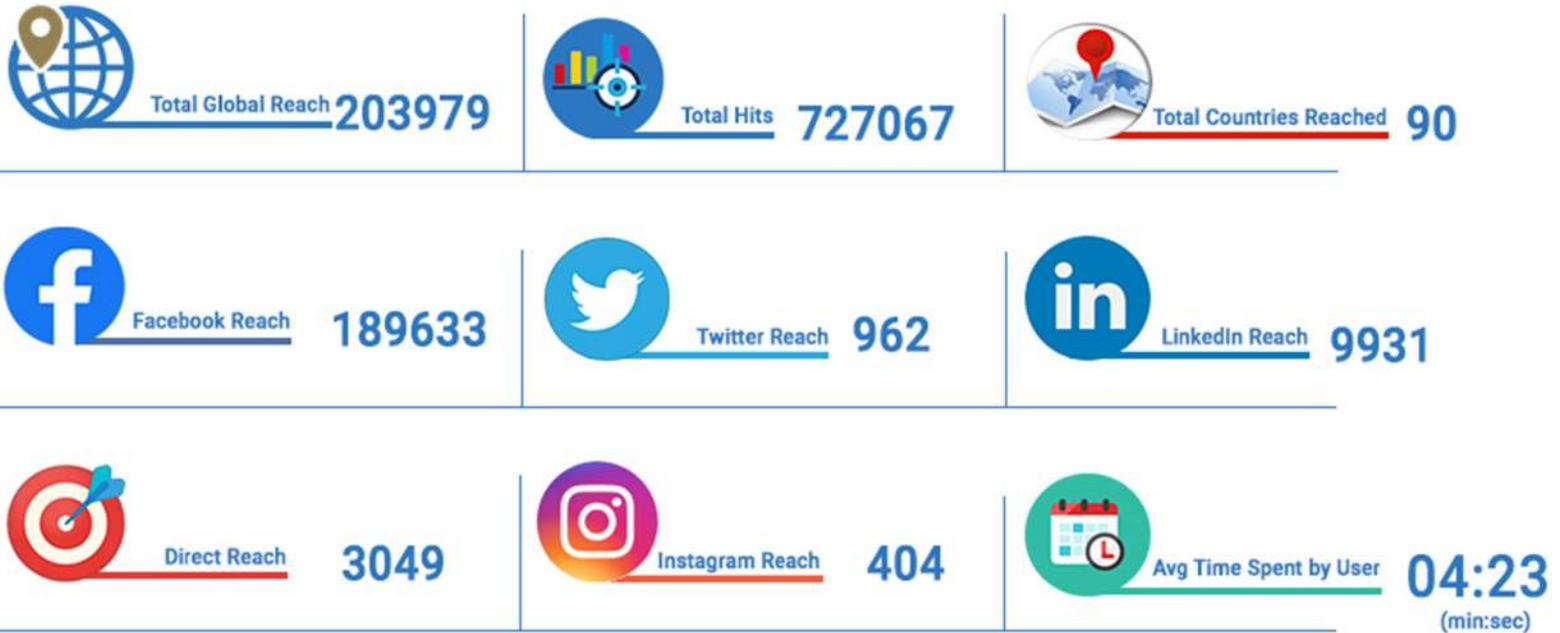 Total Global Reach 203979
Total Hits 727067
Total Countries Reached 90
Facebook Reach 189633
Twitter Reach 962
in
LinkedIn Reach 9931
Direct Reach 3049
Instagram Reach 404
Avg Time Spent by User 04:23
(min:sec)